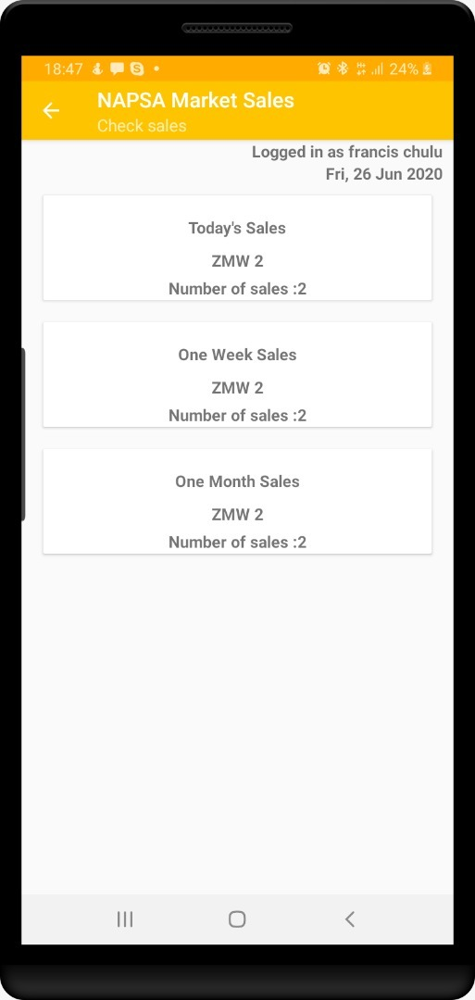 18:47 24%
NAPSA Market Sales
Check sales
Logged in as francis chulu
Fri, 26 Jun 2020
Today's Sales
ZMW 2
Number of sales :2
One Week Sales
ZMW 2
Number of sales :2
One Month Sales
ZMW 2
Number of sales :2